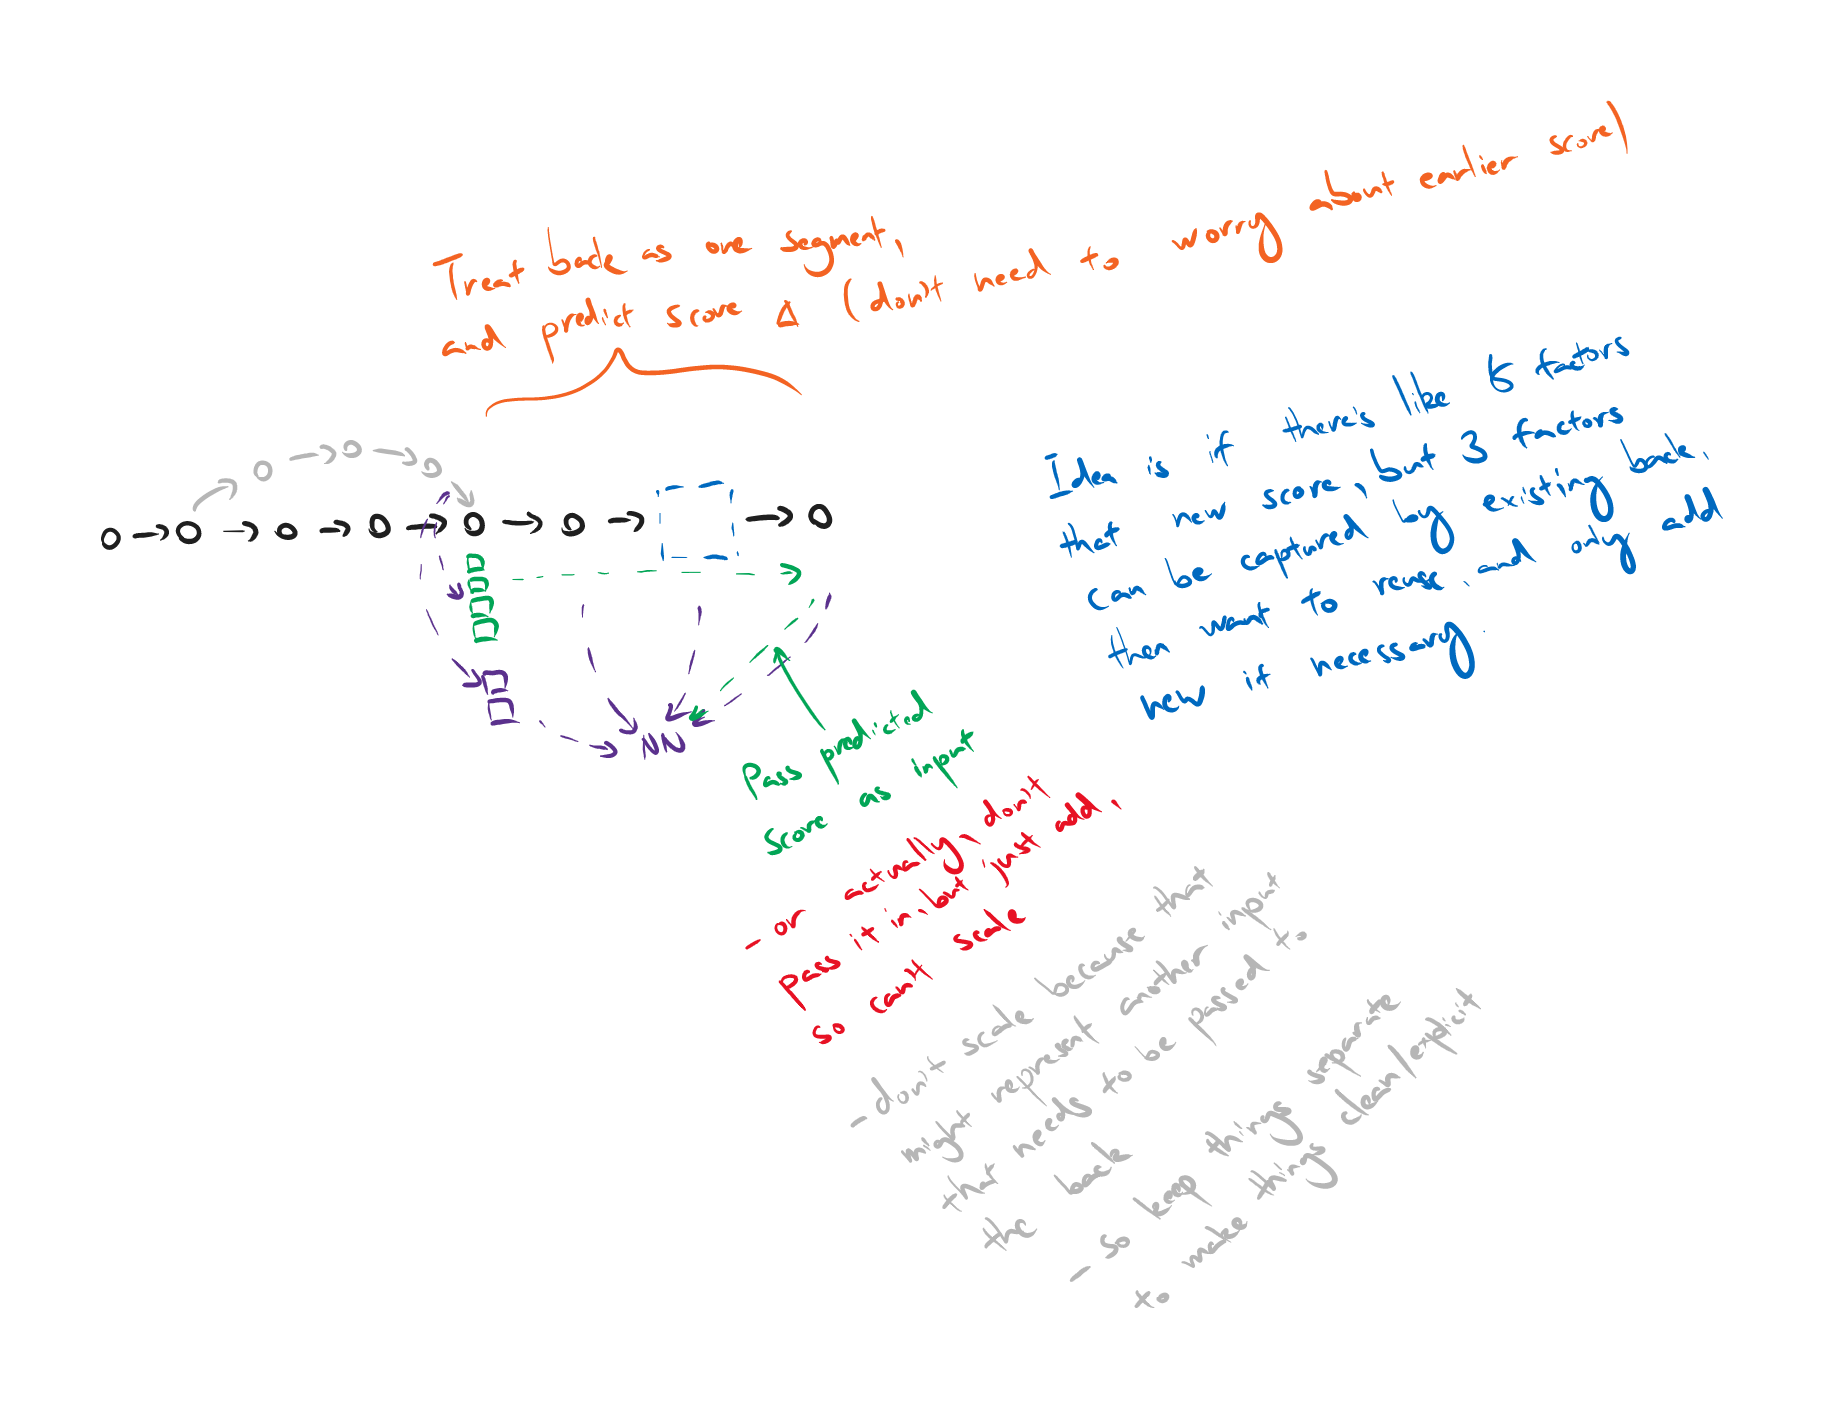 Treat back as one segment,
and predict score Δ (don't need to worry about earlier score)
Idea is if there's like 5 factors
that new score, but 3 factors
can be captured by existing back,
then want to reuse, and only add
new if necessary.
NN
Pass predicted
score as input
- or actually, don't
pass it in, but just add,
so can't scale
- don't scale because that
might represent another input
that needs to be passed to
the back
- so keep things separate
to make things clean/explicit